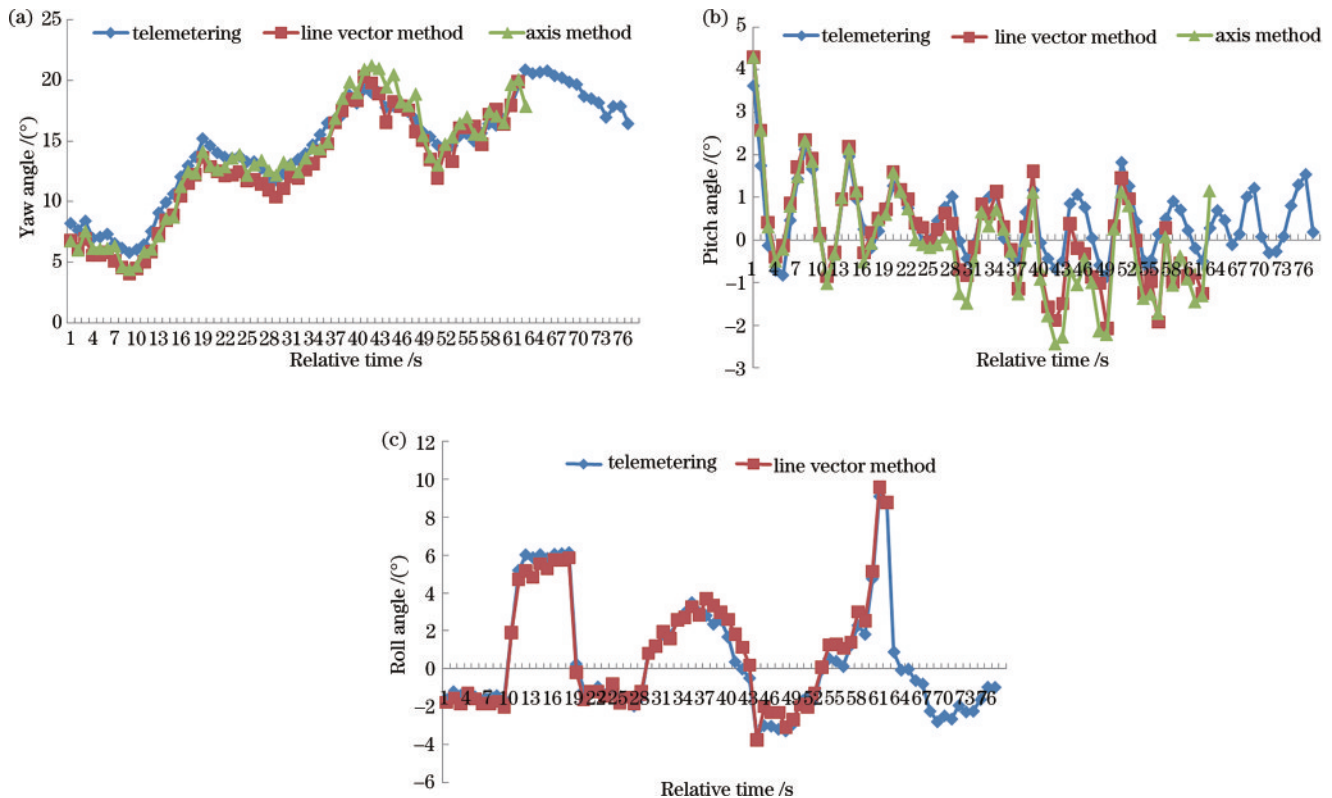 (a)
25
telemetering line vector method axis method
20
15
10
5
0
Yaw angle /(°)
1 4 7 10 13 16 19 22 25 28 31 34 37 40 43 46 49 52 55 58 61 64 67 70 73 76
Relative time /s
(b)
telemetering line vector method axis method
5
4
3
2
1
0
−1
−2
−3
Pitch angle /(°)
1 4 7 10 13 16 19 22 25 28 31 34 37 40 43 46 49 52 55 58 61 64 67 70 73 76
Relative time /s
(c)
12
telemetering line vector method
10
8
6
4
2
0
−2
−4
−6
Roll angle /(°)
1 4 7 10 13 16 19 22 25 28 31 34 37 40 43 46 49 52 55 58 61 64 67 70 73 76
Relative time /s